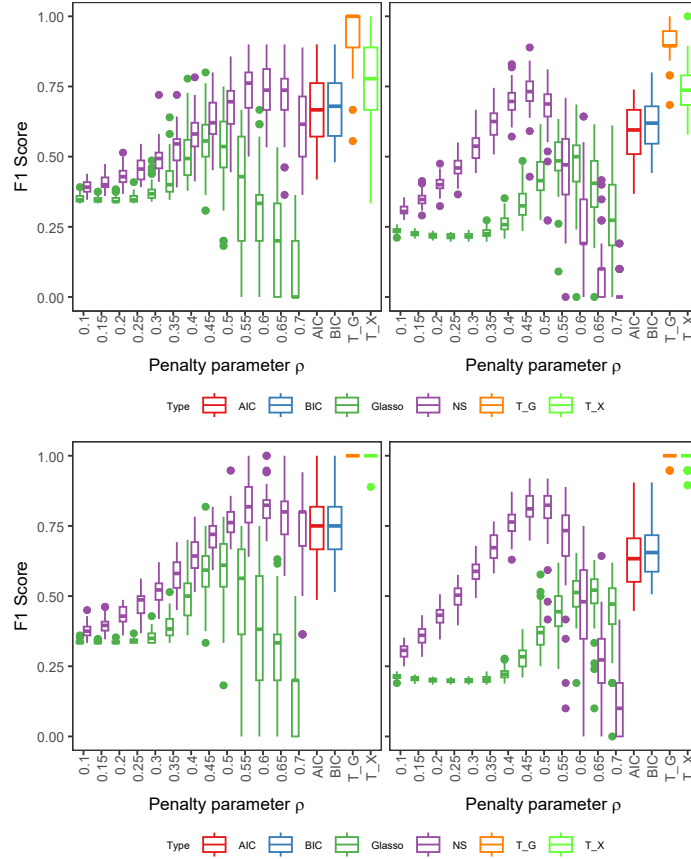 F1 Score
1.00
0.75
0.50
0.25
0.00
0.1 0.15 0.2 0.25 0.3 0.35 0.4 0.45 0.5 0.55 0.6 0.65 0.7 AIC BIC T_G T_X
0.1 0.15 0.2 0.25 0.3 0.35 0.4 0.45 0.5 0.55 0.6 0.65 0.7 AIC BIC T_G T_X
Penalty parameter ρ
Penalty parameter ρ
Type AIC BIC Glasso NS T_G T_X
F1 Score
1.00
0.75
0.50
0.25
0.00
0.1 0.15 0.2 0.25 0.3 0.35 0.4 0.45 0.5 0.55 0.6 0.65 0.7 AIC BIC T_G T_X
0.1 0.15 0.2 0.25 0.3 0.35 0.4 0.45 0.5 0.55 0.6 0.65 0.7 AIC BIC T_G T_X
Penalty parameter ρ
Penalty parameter ρ
Type AIC BIC Glasso NS T_G T_X